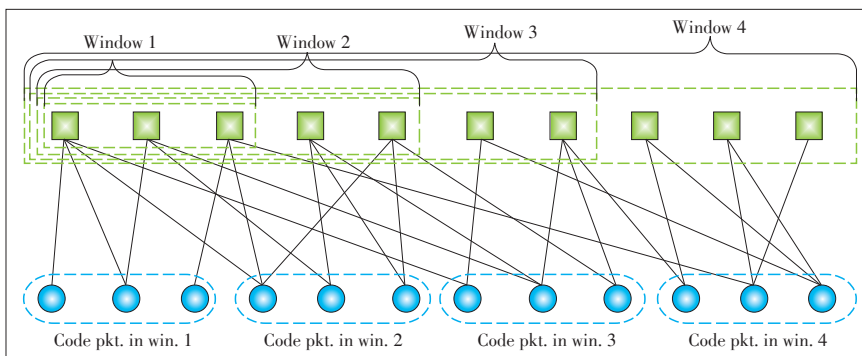 Window 1
Window 2
Window 3
Window 4
Code pkt. in win. 1
Code pkt. in win. 2
Code pkt. in win. 3
Code pkt. in win. 4